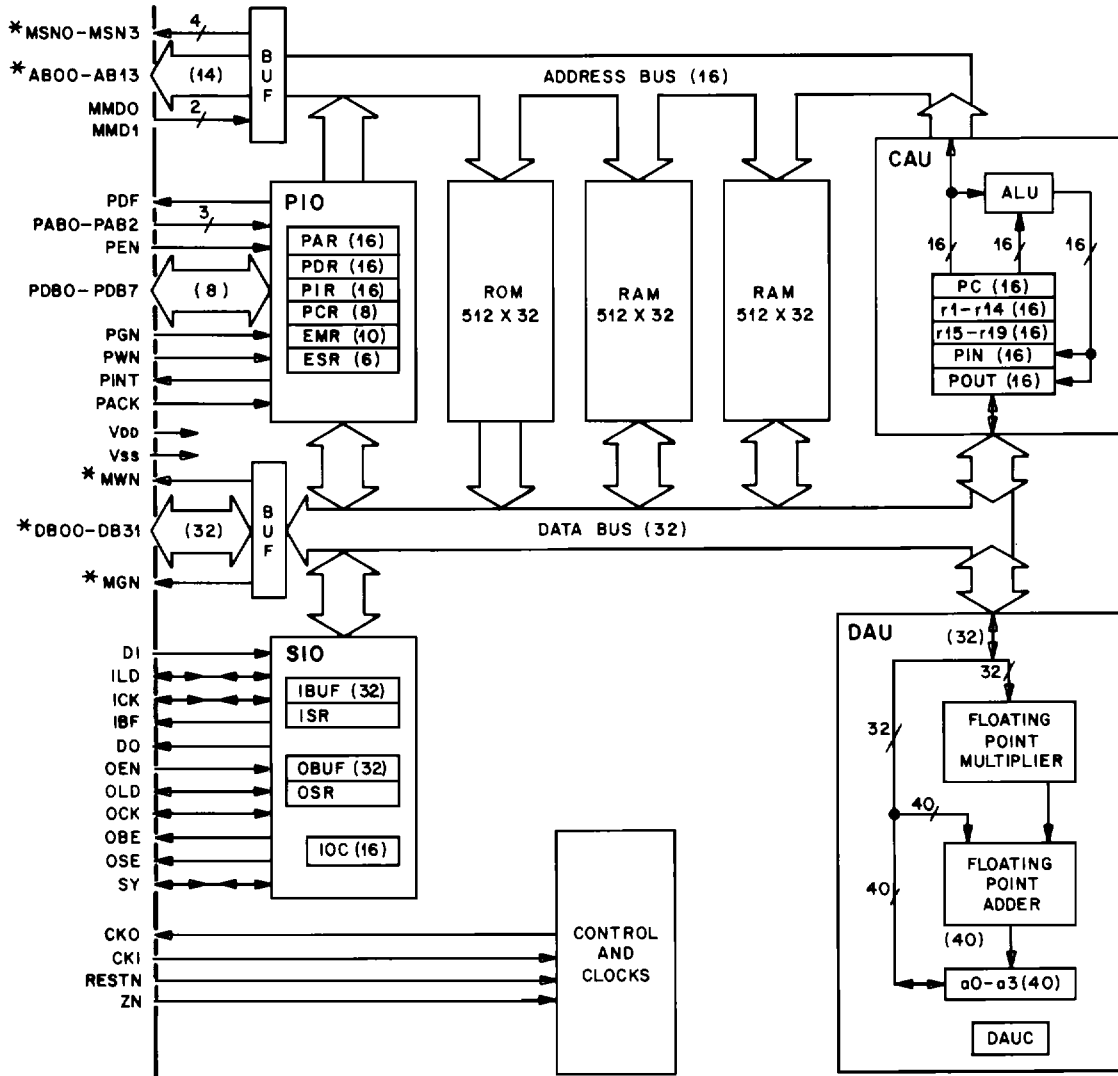 *MSN0-MSN3
4
BUF
*AB00-AB13
(14)
ADDRESS BUS (16)
MMD0
MMD1
2
PDF
PAB0-PAB2
3
PEN
PDB0-PDB7
(8)
PGN
PWN
PINT
PACK
VDD
VSS
*MWN
*DB00-DB31
(32)
BUF
*MGN
PIO
PAR (16)
PDR (16)
PIR (16)
PCR (8)
EMR (10)
ESR (6)
ROM
512 X 32
RAM
512 X 32
RAM
512 X 32
CAU
ALU
16
16
16
PC (16)
r1-r14 (16)
r15-r19 (16)
PIN (16)
POUT (16)
DATA BUS (32)
DI
ILD
ICK
IBF
DO
OEN
OLD
OCK
OBE
OSE
SY
SIO
IBUF (32)
ISR
OBUF (32)
OSR
IOC (16)
CKO
CKI
RESTN
ZN
CONTROL
AND
CLOCKS
DAU
(32)
32
32
FLOATING
POINT
MULTIPLIER
40
FLOATING
POINT
ADDER
40
(40)
a0-a3(40)
DAUC